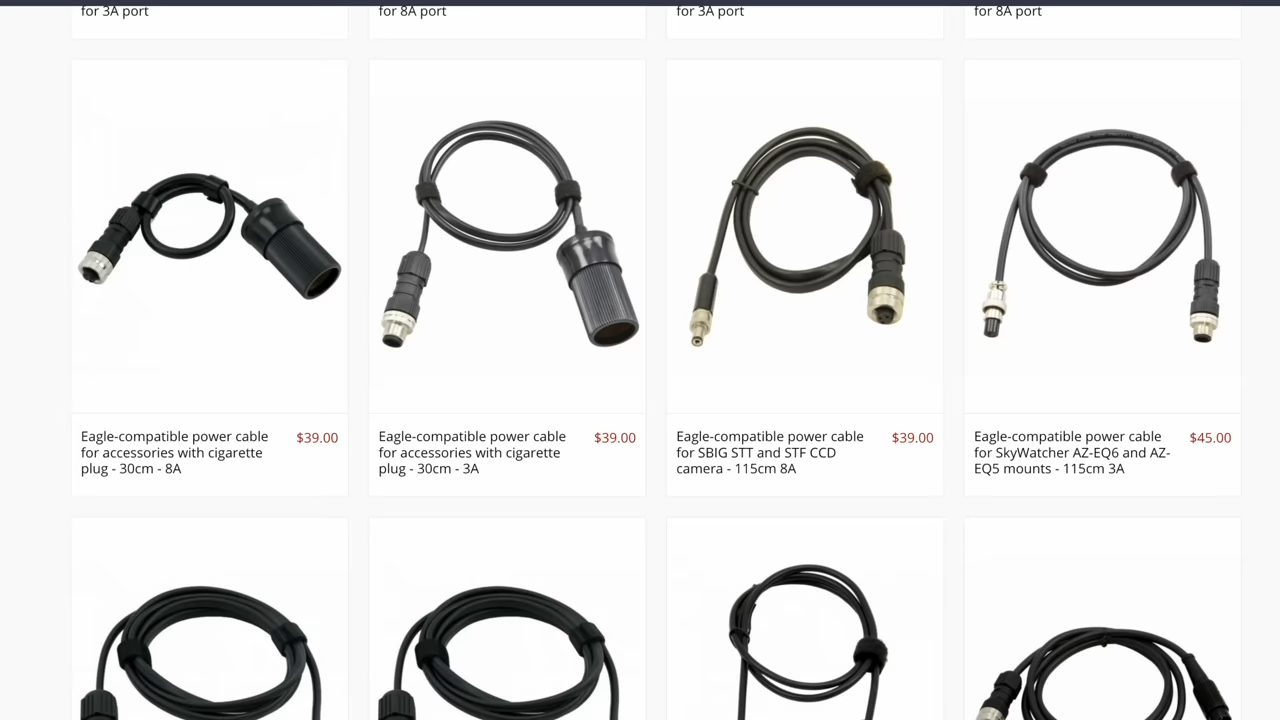 for 3A port
for 8A port
for 3A port
for 8A port
Eagle-compatible power cable
for accessories with cigarette
plug - 30cm - 8A
$39.00
Eagle-compatible power cable
for accessories with cigarette
plug - 30cm - 3A
$39.00
Eagle-compatible power cable
for SBIG STT and STF CCD
camera - 115cm 8A
$39.00
Eagle-compatible power cable
for SkyWatcher AZ-EQ6 and AZ-
EQ5 mounts - 115cm 3A
$45.00